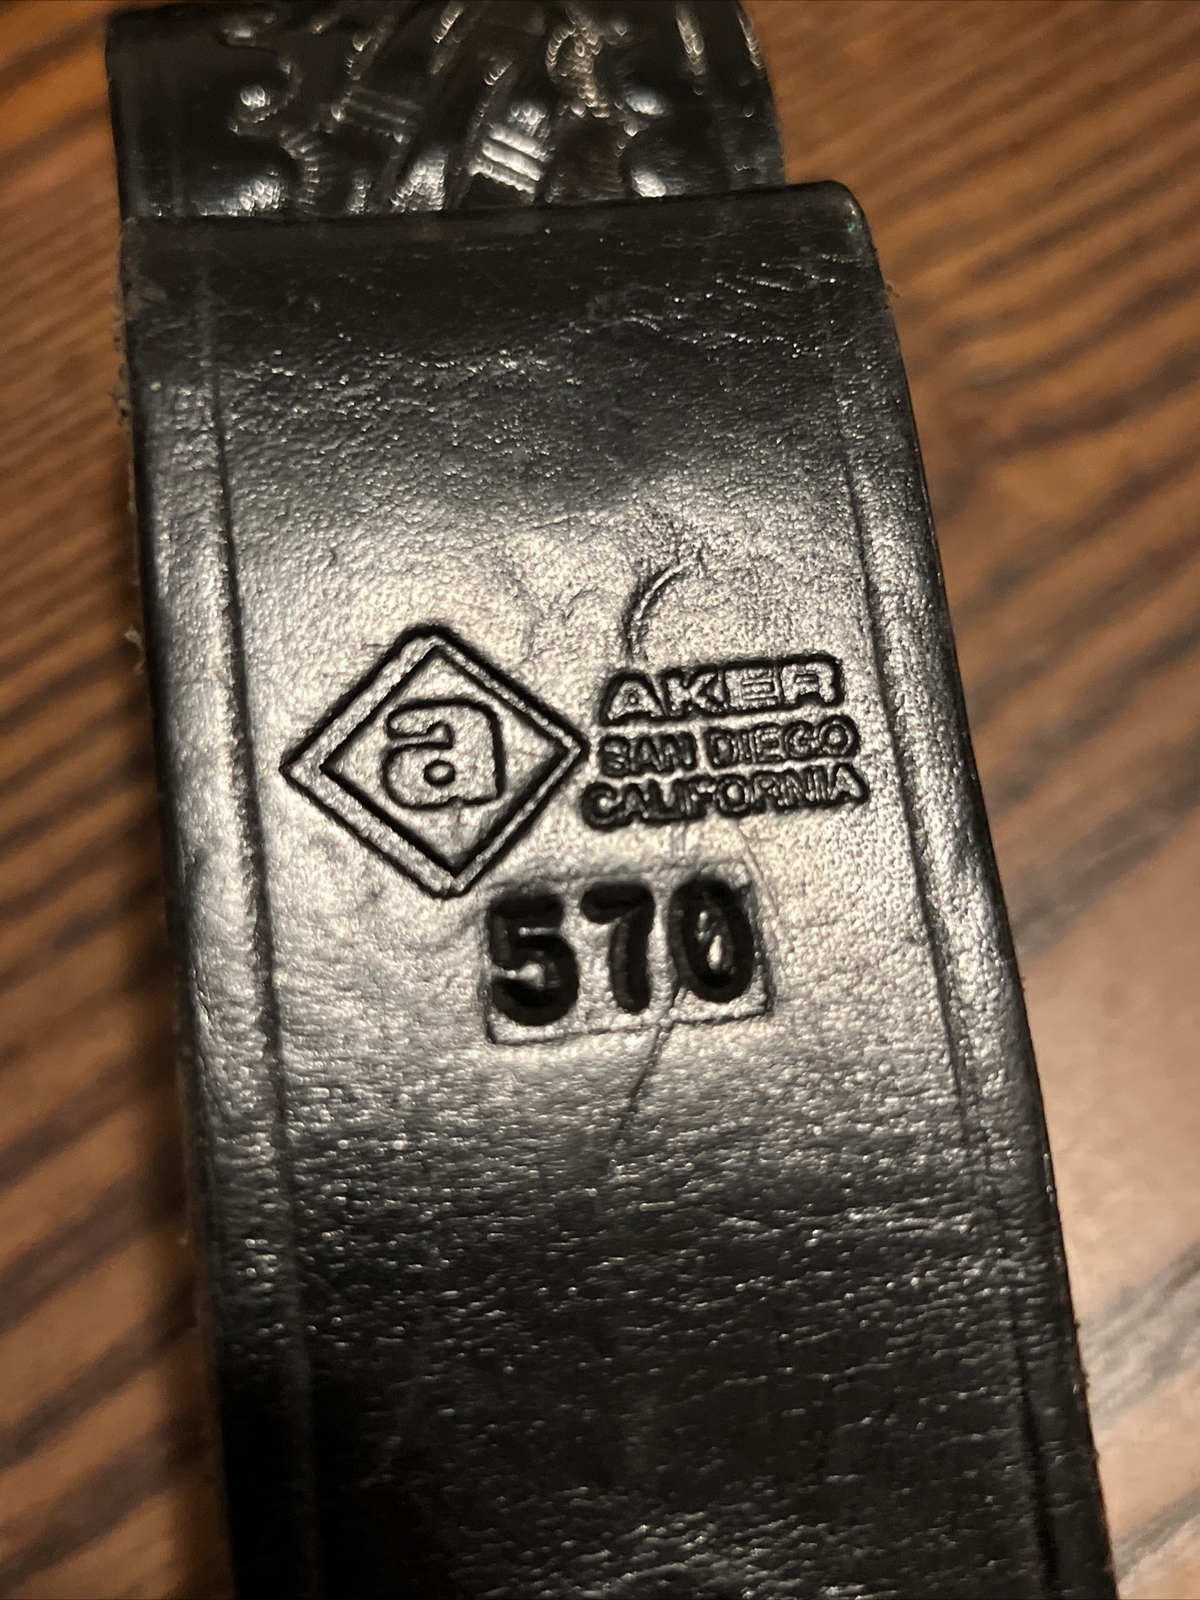 a
AKER
SAN DIEGO
CALIFORNIA
570